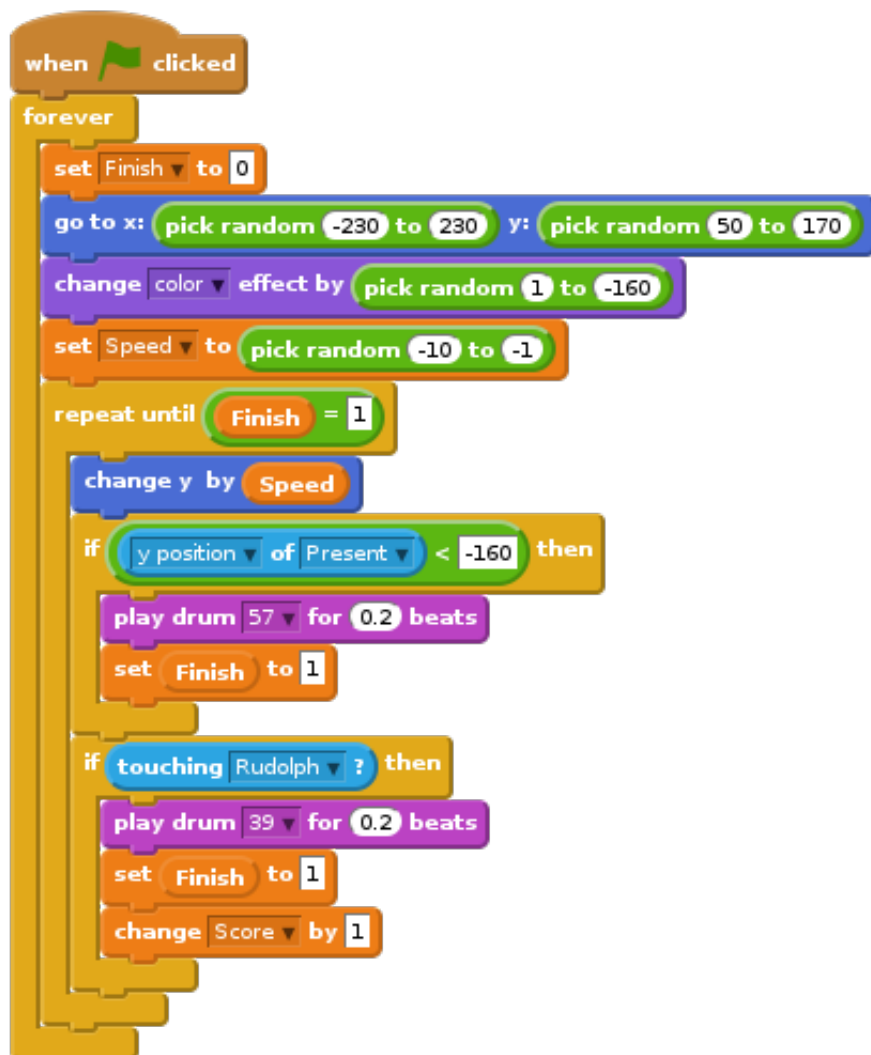 when clicked
forever
set Finish ▾ to 0
go to x: pick random -230 to 230 y: pick random 50 to 170
change color ▾ effect by pick random 1 to -160
set Speed ▾ to pick random -10 to -1
repeat until Finish = 1
change y by Speed
if y position ▾ of Present ▾ < -160 then
play drum 57 ▾ for 0.2 beats
set Finish to 1
if touching Rudolph ▾ ? then
play drum 39 ▾ for 0.2 beats
set Finish to 1
change Score ▾ by 1